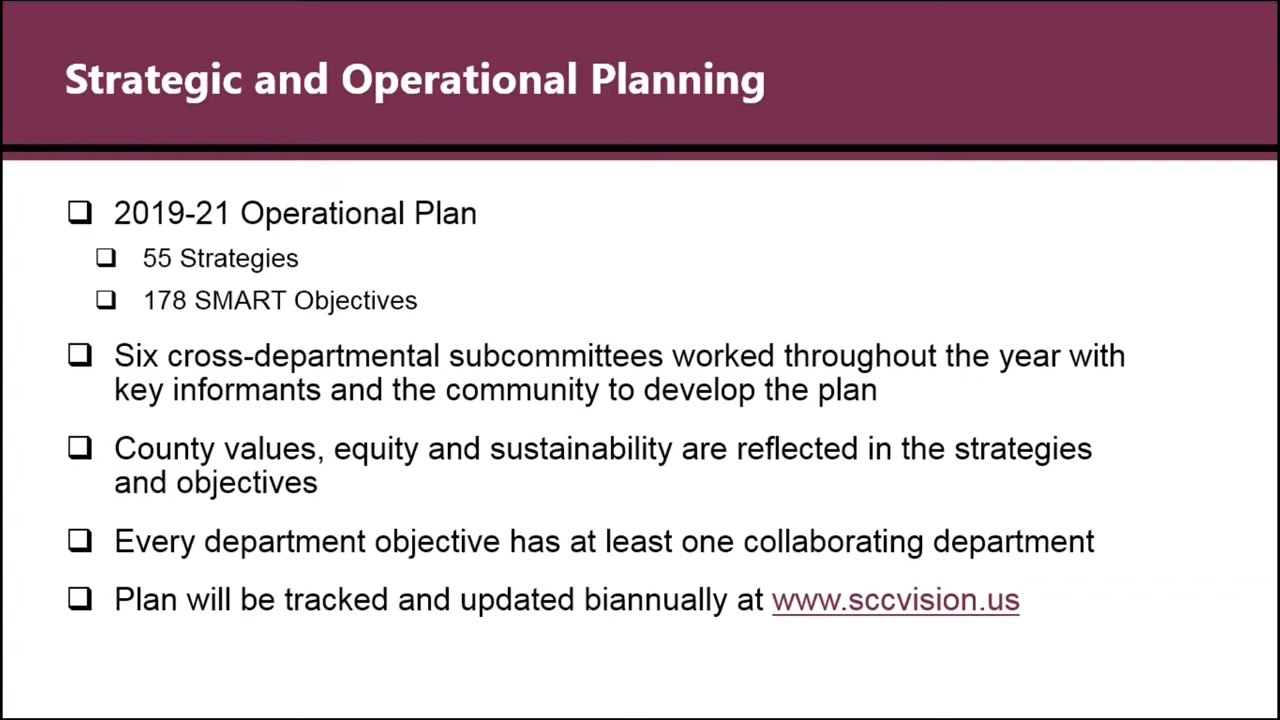 Strategic and Operational Planning
2019-21 Operational Plan
55 Strategies
178 SMART Objectives
Six cross-departmental subcommittees worked throughout the year with
key informants and the community to develop the plan
County values, equity and sustainability are reflected in the strategies
and objectives
Every department objective has at least one collaborating department
Plan will be tracked and updated biannually at www.sccvision.us